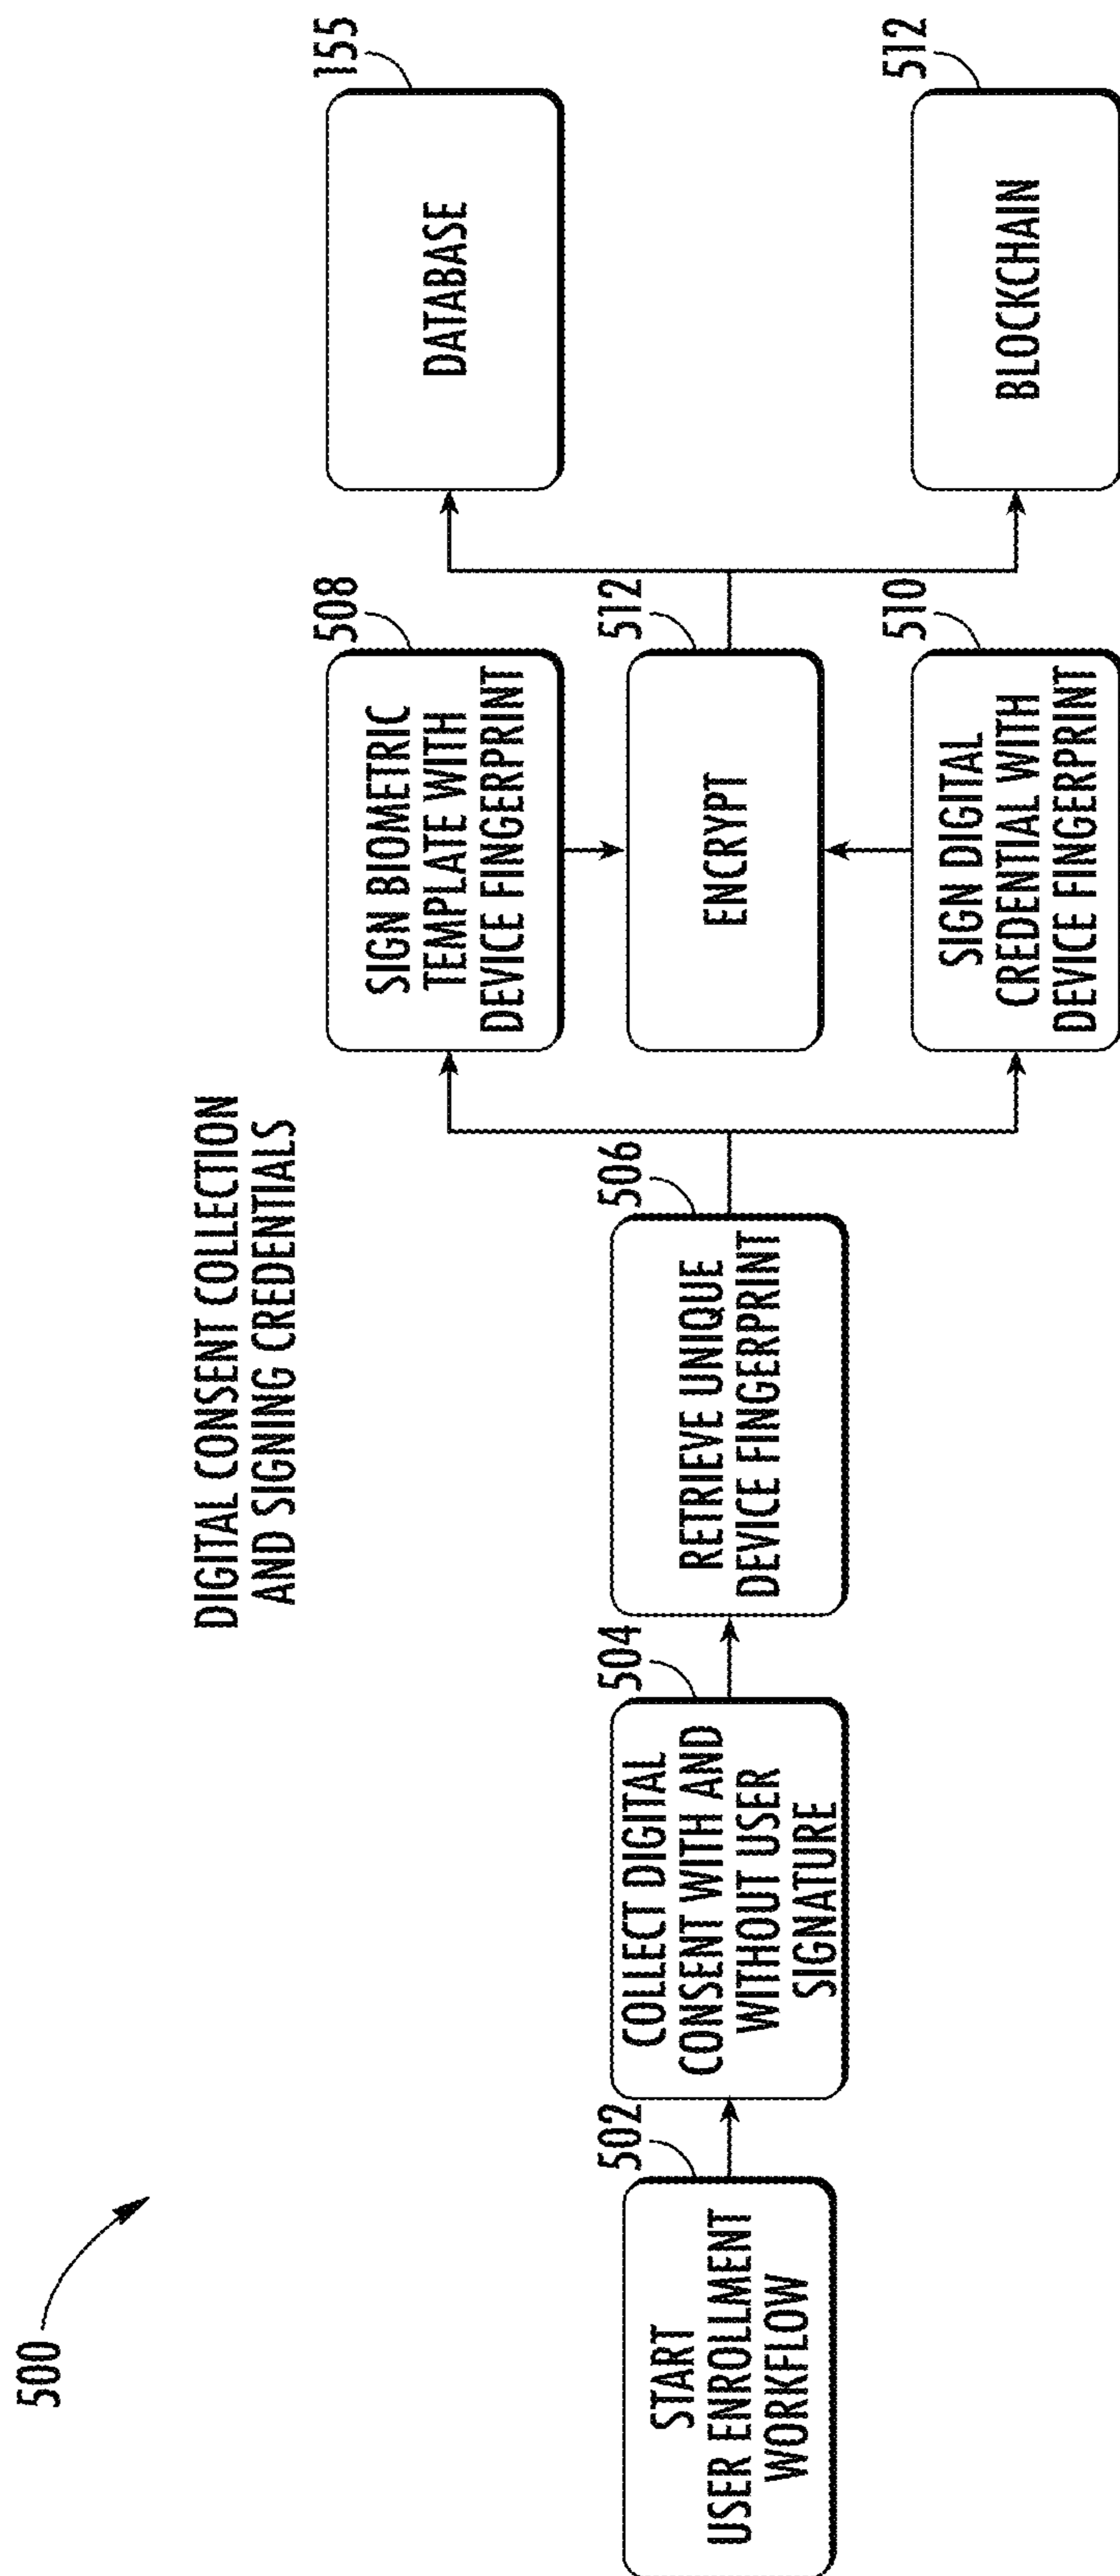 500
DIGITAL CONSENT COLLECTION
AND SIGNING CREDENTIALS
502
START
USER ENROLLMENT
WORKFLOW
504
COLLECT DIGITAL
CONSENT WITH AND
WITHOUT USER
SIGNATURE
506
RETRIEVE UNIQUE
DEVICE FINGERPRINT
508
SIGN BIOMETRIC
TEMPLATE WITH
DEVICE FINGERPRINT
512
ENCRYPT
510
SIGN DIGITAL
CREDENTIAL WITH
DEVICE FINGERPRINT
155
DATABASE
512
BLOCKCHAIN